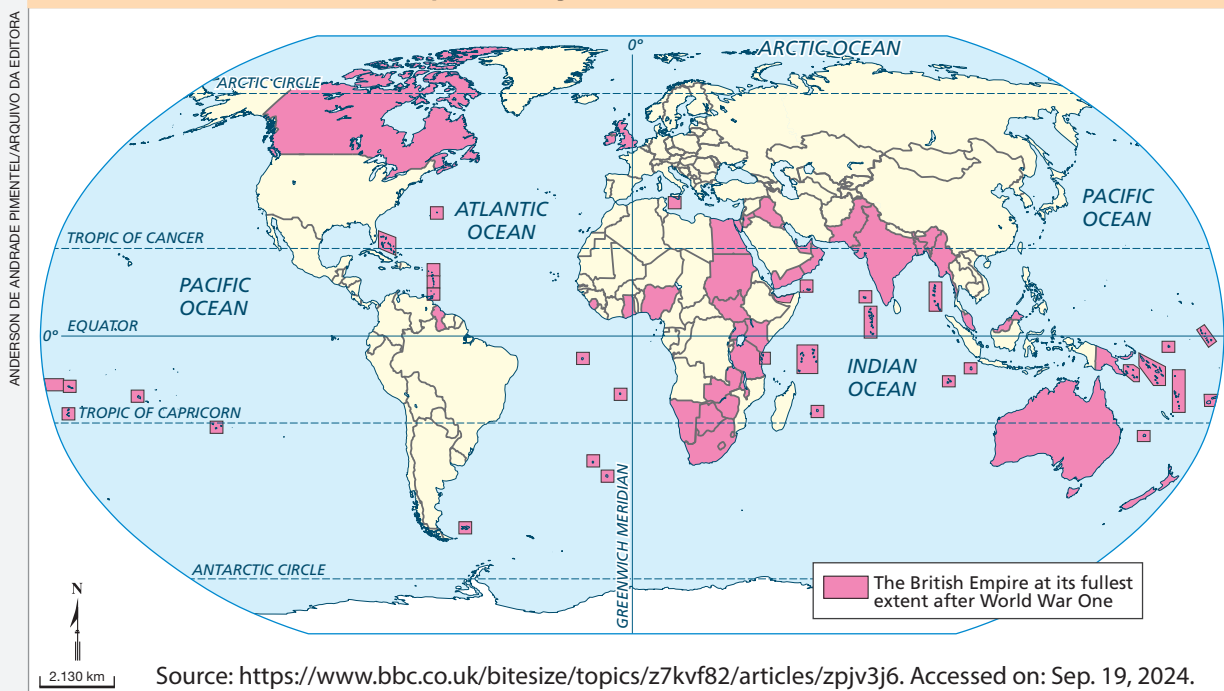 ANDERSON DE ANDRADE PIMENTEL/ARQUIVO DA EDITORA
0°
ARCTIC OCEAN
ARCTIC CIRCLE
ATLANTIC
OCEAN
PACIFIC
OCEAN
TROPIC OF CANCER
PACIFIC
OCEAN
0°
EQUATOR
INDIAN
OCEAN
TROPIC OF CAPRICORN
GREENWICH MERIDIAN
ANTARCTIC CIRCLE
The British Empire at its fullest
extent after World War One
N
2.130 km
Source: https://www.bbc.co.uk/bitesize/topics/z7kvf82/articles/zpjv3j6. Accessed on: Sep. 19, 2024.